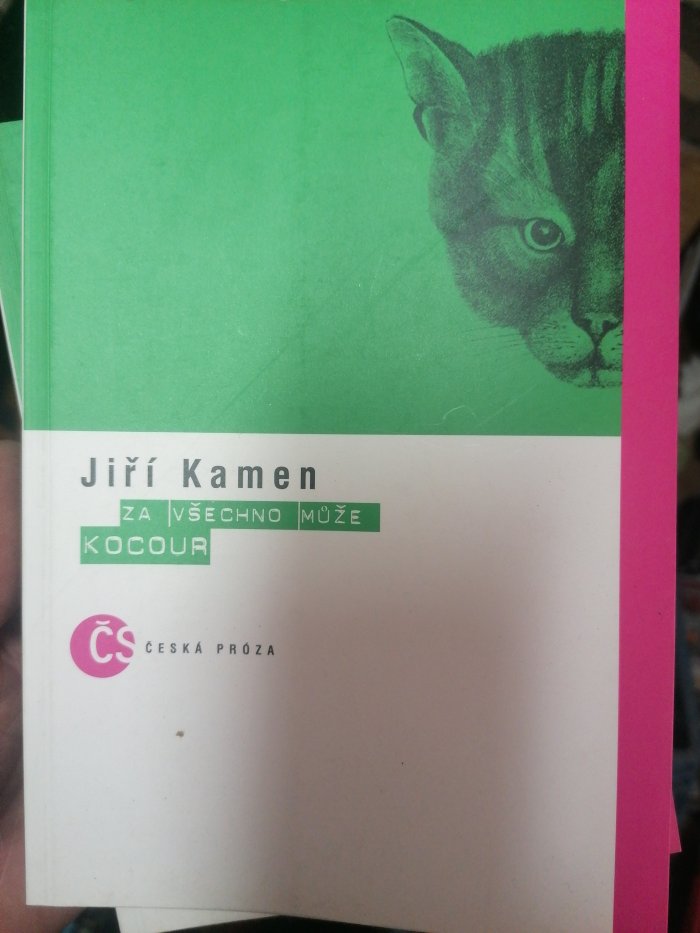 Jiří Kamen
ZA VŠECHNO MŮŽE
KOCOUR
ČS ČESKÁ PRÓZA